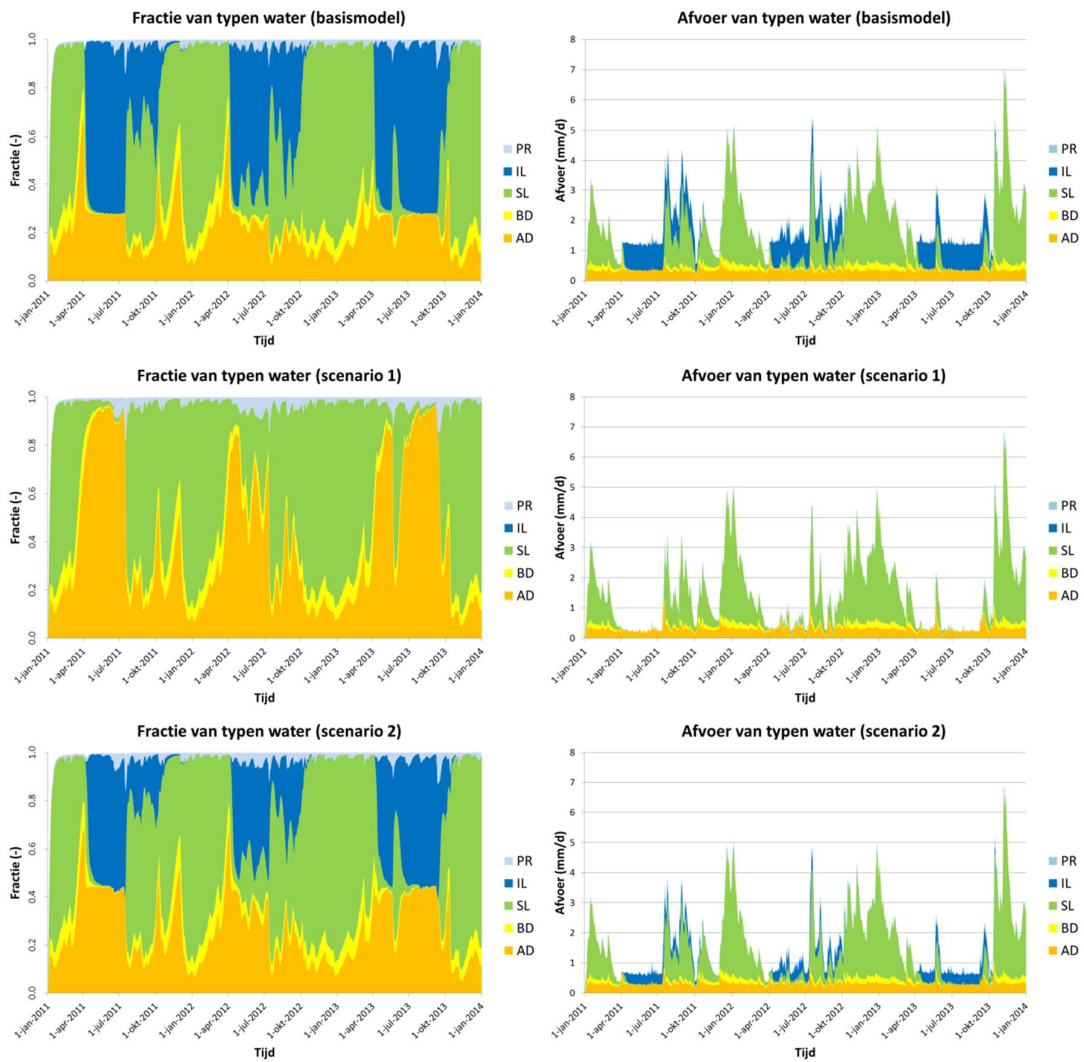 Fractie van typen water (basismodel)
1.0
0.8
0.6
0.4
0.2
0.0
Fractie (-)
1-jan-2011
1-apr-2011
1-jul-2011
1-okt-2011
1-jan-2012
1-apr-2012
1-jul-2012
1-okt-2012
1-jan-2013
1-apr-2013
1-jul-2013
1-okt-2013
1-jan-2014
Tijd
PR
IL
SL
BD
AD
Afvoer van typen water (basismodel)
8
7
6
5
4
3
2
1
0
Afvoer (mm/d)
1-jan-2011
1-apr-2011
1-jul-2011
1-okt-2011
1-jan-2012
1-apr-2012
1-jul-2012
1-okt-2012
1-jan-2013
1-apr-2013
1-jul-2013
1-okt-2013
1-jan-2014
Tijd
PR
IL
SL
BD
AD
Fractie van typen water (scenario 1)
1.0
0.8
0.6
0.4
0.2
0.0
Fractie (-)
1-jan-2011
1-apr-2011
1-jul-2011
1-okt-2011
1-jan-2012
1-apr-2012
1-jul-2012
1-okt-2012
1-jan-2013
1-apr-2013
1-jul-2013
1-okt-2013
1-jan-2014
Tijd
PR
IL
SL
BD
AD
Afvoer van typen water (scenario 1)
8
7
6
5
4
3
2
1
0
Afvoer (mm/d)
1-jan-2011
1-apr-2011
1-jul-2011
1-okt-2011
1-jan-2012
1-apr-2012
1-jul-2012
1-okt-2012
1-jan-2013
1-apr-2013
1-jul-2013
1-okt-2013
1-jan-2014
Tijd
PR
IL
SL
BD
AD
Fractie van typen water (scenario 2)
1.0
0.8
0.6
0.4
0.2
0.0
Fractie (-)
1-jan-2011
1-apr-2011
1-jul-2011
1-okt-2011
1-jan-2012
1-apr-2012
1-jul-2012
1-okt-2012
1-jan-2013
1-apr-2013
1-jul-2013
1-okt-2013
1-jan-2014
Tijd
PR
IL
SL
BD
AD
Afvoer van typen water (scenario 2)
8
7
6
5
4
3
2
1
0
Afvoer (mm/d)
1-jan-2011
1-apr-2011
1-jul-2011
1-okt-2011
1-jan-2012
1-apr-2012
1-jul-2012
1-okt-2012
1-jan-2013
1-apr-2013
1-jul-2013
1-okt-2013
1-jan-2014
Tijd
PR
IL
SL
BD
AD